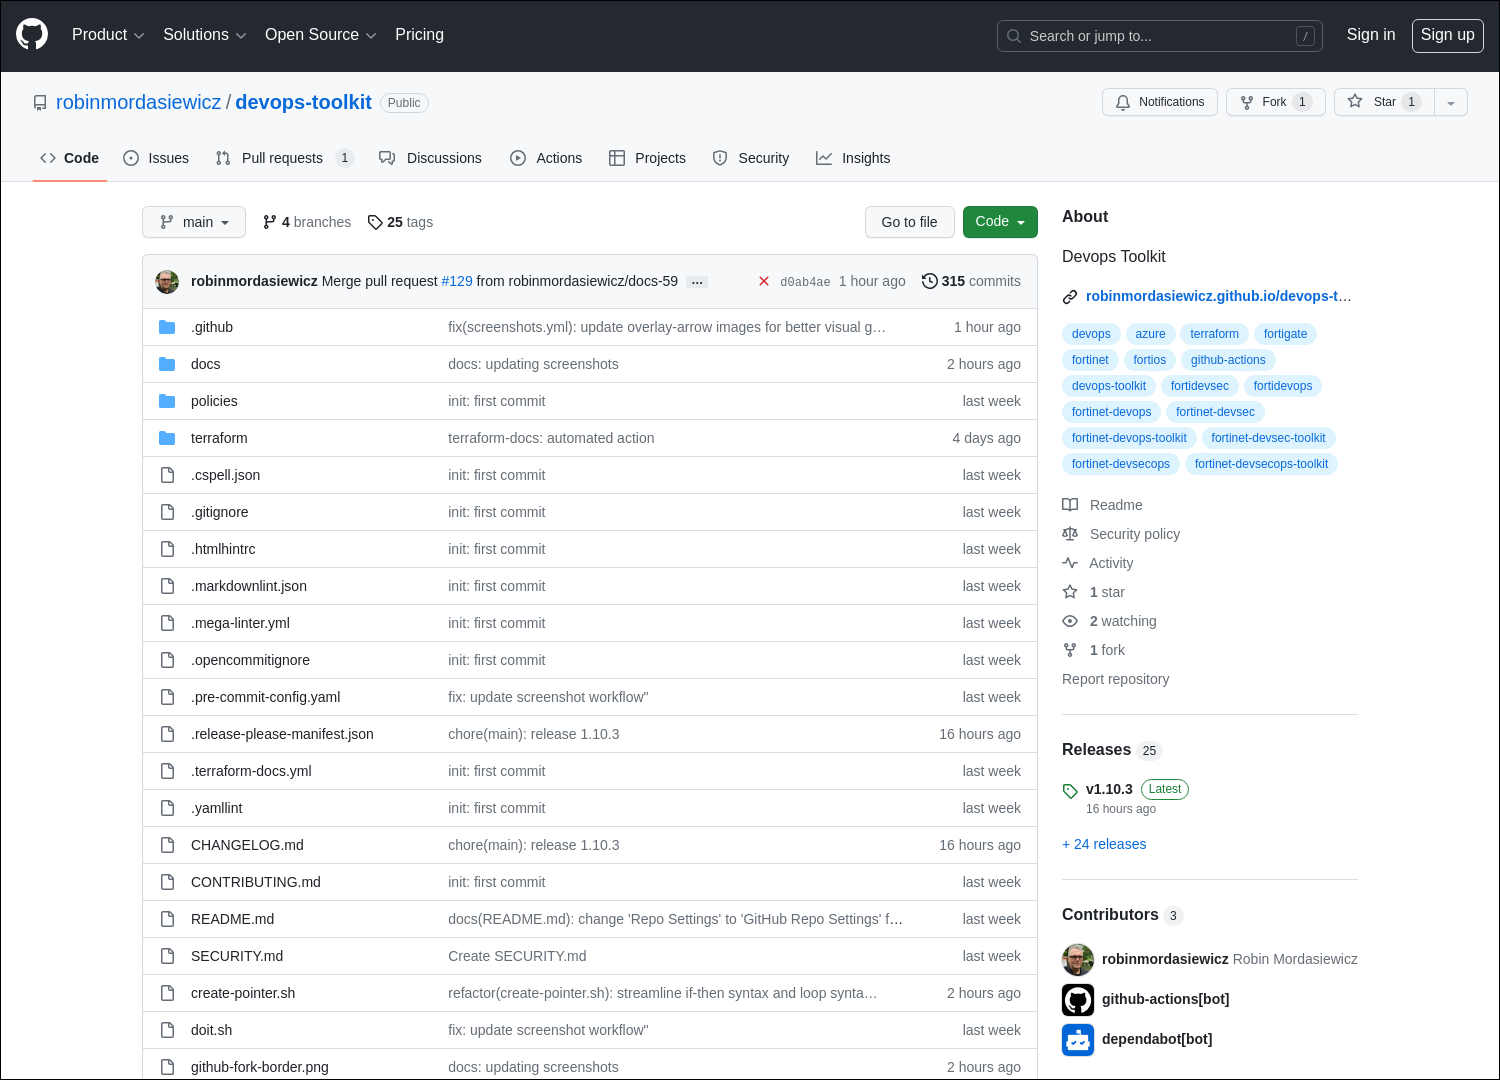 Product Solutions Open Source Pricing Search or jump to... / Sign in Sign up
robinmordasiewicz / devops-toolkit Public Notifications Fork 1 Star 1
Code Issues Pull requests 1 Discussions Actions Projects Security Insights
main 4 branches 25 tags Go to file Code
robinmordasiewicz Merge pull request #129 from robinmordasiewicz/docs-59 ... d0ab4ae 1 hour ago 315 commits
.github fix(screenshots.yml): update overlay-arrow images for better visual g… 1 hour ago
docs docs: updating screenshots 2 hours ago
policies init: first commit last week
terraform terraform-docs: automated action 4 days ago
.cspell.json init: first commit last week
.gitignore init: first commit last week
.htmlhintrc init: first commit last week
.markdownlint.json init: first commit last week
.mega-linter.yml init: first commit last week
.opencommitignore init: first commit last week
.pre-commit-config.yaml fix: update screenshot workflow" last week
.release-please-manifest.json chore(main): release 1.10.3 16 hours ago
.terraform-docs.yml init: first commit last week
.yamllint init: first commit last week
CHANGELOG.md chore(main): release 1.10.3 16 hours ago
CONTRIBUTING.md init: first commit last week
README.md docs(README.md): change 'Repo Settings' to 'GitHub Repo Settings' f… last week
SECURITY.md Create SECURITY.md last week
create-pointer.sh refactor(create-pointer.sh): streamline if-then syntax and loop synta… 2 hours ago
doit.sh fix: update screenshot workflow" last week
github-fork-border.png docs: updating screenshots 2 hours ago
About
Devops Toolkit
robinmordasiewicz.github.io/devops-t…
devops azure terraform fortigate
fortinet fortios github-actions
devops-toolkit fortidevsec fortidevops
fortinet-devops fortinet-devsec
fortinet-devops-toolkit fortinet-devsec-toolkit
fortinet-devsecops fortinet-devsecops-toolkit
Readme
Security policy
Activity
1 star
2 watching
1 fork
Report repository
Releases 25
v1.10.3 Latest
16 hours ago
+ 24 releases
Contributors 3
robinmordasiewicz Robin Mordasiewicz
github-actions[bot]
dependabot[bot]